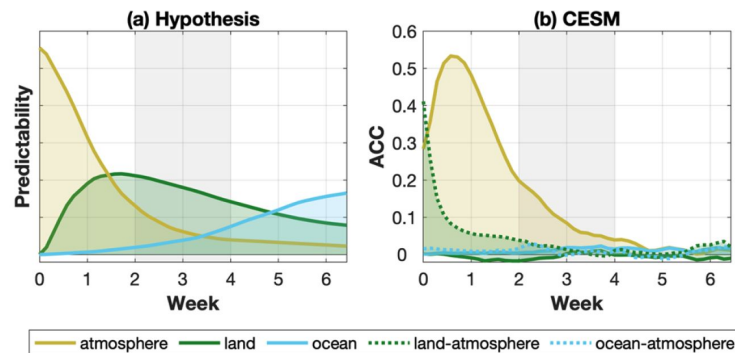 (a) Hypothesis
Predictability
0 1 2 3 4 5 6
Week
(b) CESM
ACC
0.6
0.5
0.4
0.3
0.2
0.1
0
0 1 2 3 4 5 6
Week
atmosphere land ocean land-atmosphere ocean-atmosphere